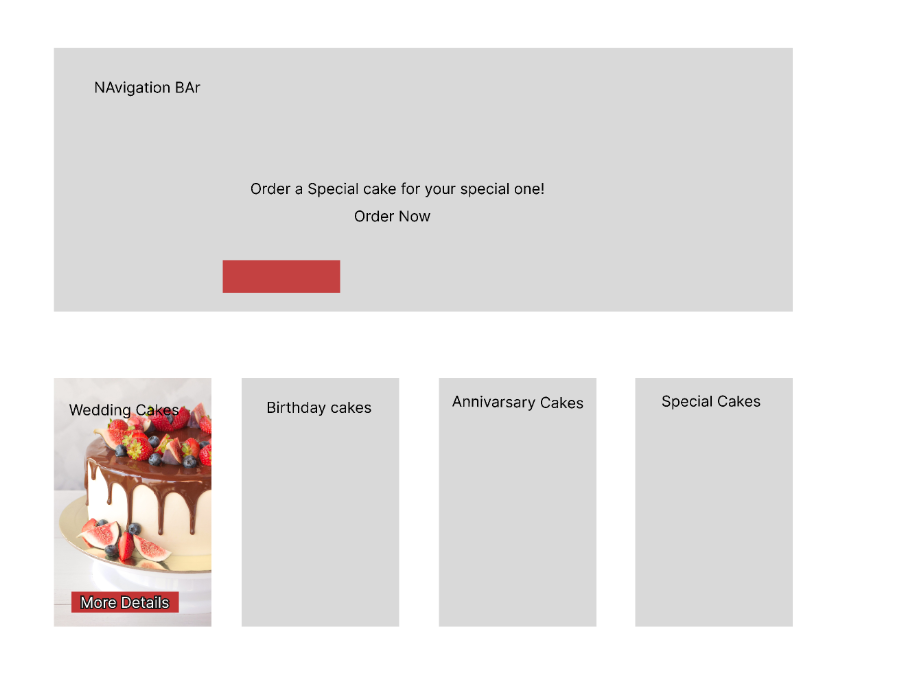 NAvigation BAr
Order a Special cake for your special one!
Order Now
Wedding Cakes
Birthday cakes
Annivarsary Cakes
Special Cakes
More Details